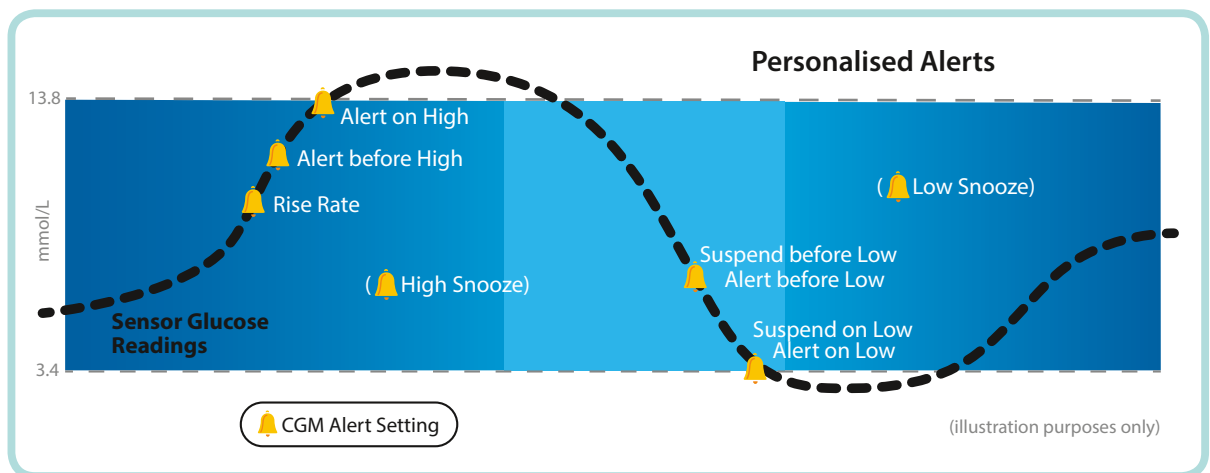 Personalised Alerts
13.8
Alert on High
Alert before High
Rise Rate
(Low Snooze)
mmol/L
Suspend before Low
Alert before Low
(High Snooze)
Sensor Glucose
Readings
Suspend on Low
Alert on Low
3.4
CGM Alert Setting
(illustration purposes only)